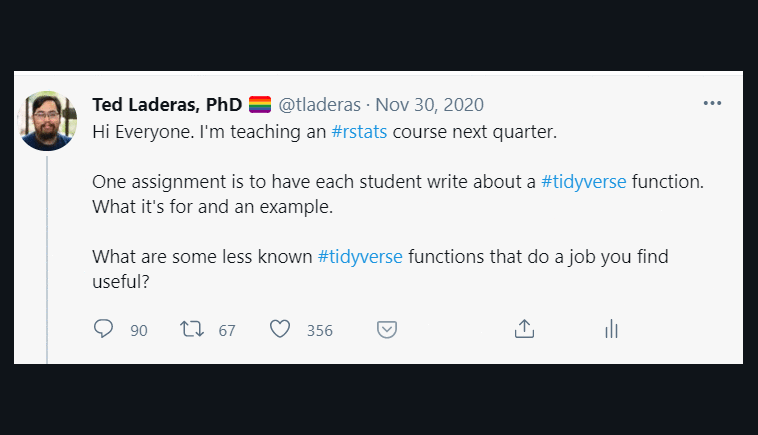 Ted Laderas, PhD 🏳️‍🌈 @tladeras · Nov 30, 2020
Hi Everyone. I'm teaching an #rstats course next quarter.
One assignment is to have each student write about a #tidyverse function.
What it's for and an example.
What are some less known #tidyverse functions that do a job you find
useful?
90 67 356